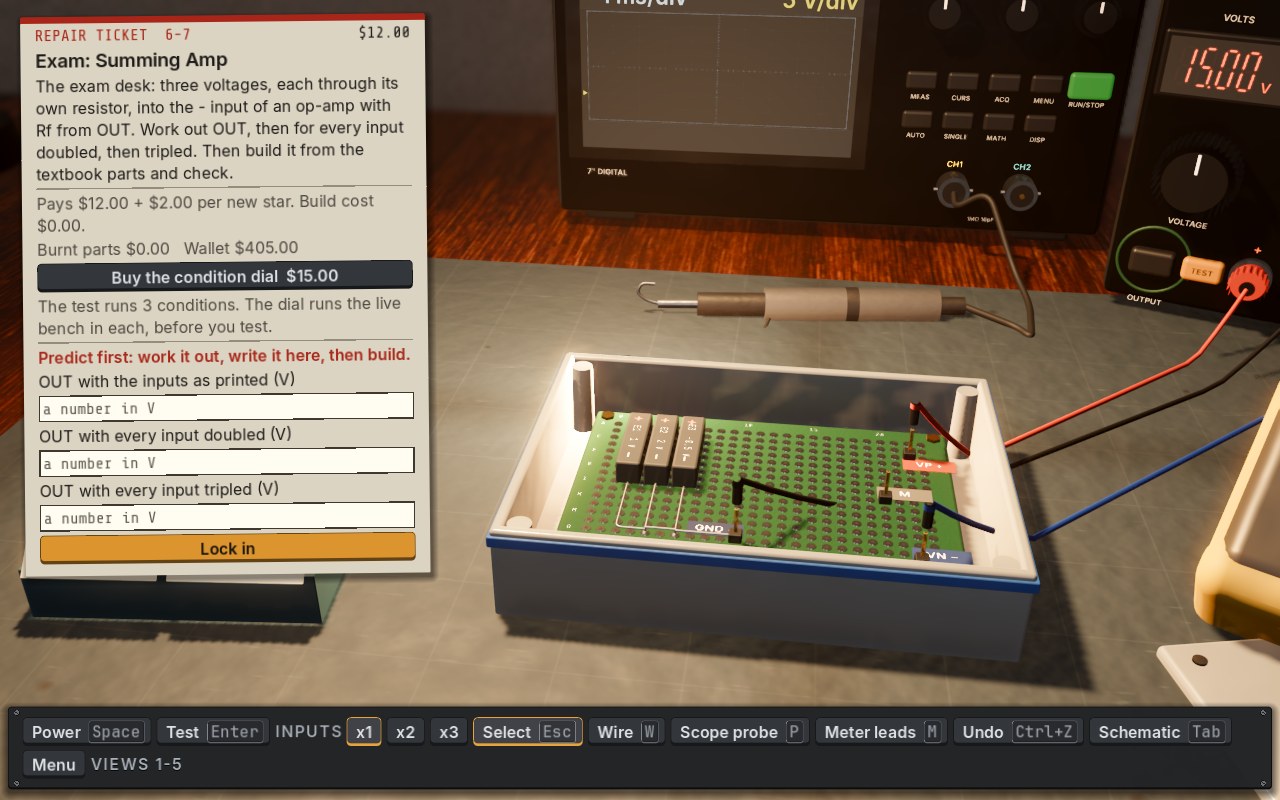 REPAIR TICKET 6-7 $12.00
Exam: Summing Amp
The exam desk: three voltages, each through its
own resistor, into the - input of an op-amp with
Rf from OUT. Work out OUT, then for every input
doubled, then tripled. Then build it from the
textbook parts and check.
Pays $12.00 + $2.00 per new star. Build cost
$0.00.
Burnt parts $0.00 Wallet $405.00
Buy the condition dial $15.00
The test runs 3 conditions. The dial runs the live
bench in each, before you test.
Predict first: work it out, write it here, then build.
OUT with the inputs as printed (V)
a number in V
OUT with every input doubled (V)
a number in V
OUT with every input tripled (V)
a number in V
Lock in
5 V/div
MEAS CURS ACQ MENU RUN/STOP
AUTO SINGLE MATH DISP
CH1 CH2
7" DIGITAL
VOLTS
15.00 V
VOLTAGE
TEST
OUTPUT
+
VP +
M
GND
VN -
Power Space Test Enter INPUTS x1 x2 x3 Select Esc Wire W Scope probe P Meter leads M Undo Ctrl+Z Schematic Tab
Menu VIEWS 1-5